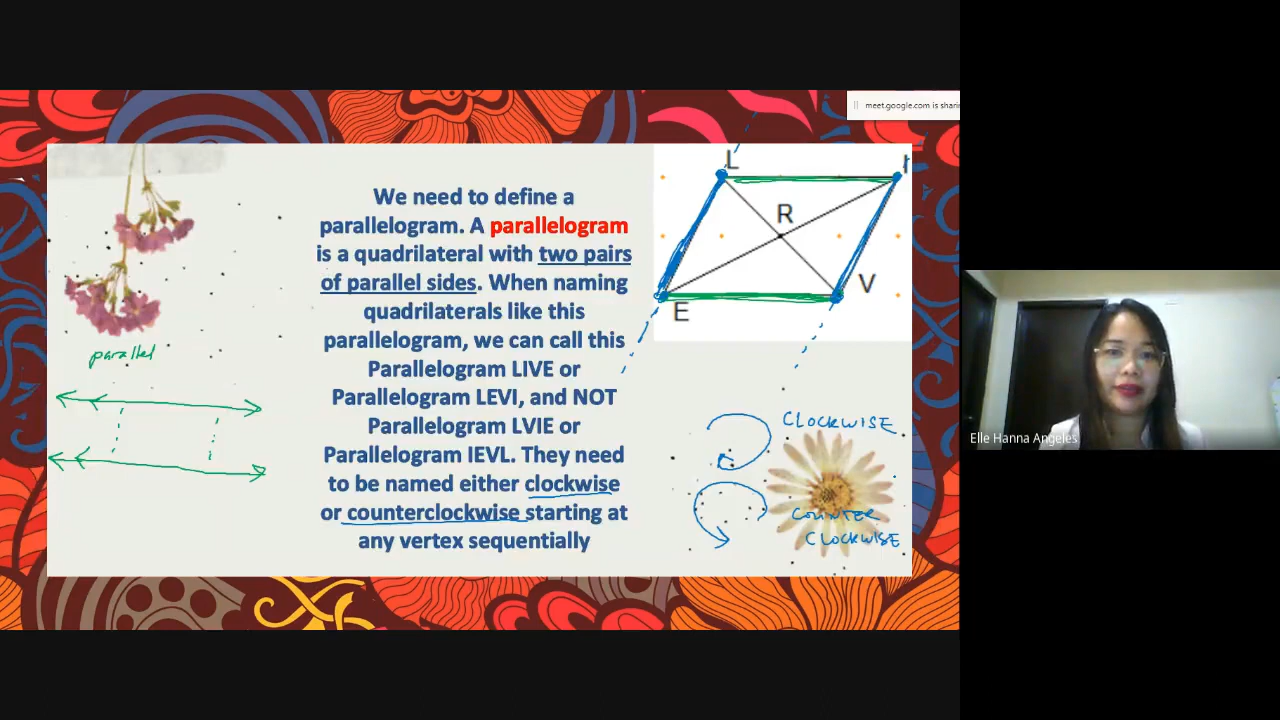 meet.google.com is sharin
We need to define a
parallelogram. A parallelogram
is a quadrilateral with two pairs
of parallel sides. When naming
quadrilaterals like this
parallelogram, we can call this
Parallelogram LIVE or
Parallelogram LEVI, and NOT
Parallelogram LVIE or
Parallelogram IEVL. They need
to be named either clockwise
or counterclockwise starting at
any vertex sequentially
parallel
L
I
R
V
E
CLOCKWISE
COUNTER
CLOCKWISE
Elle Hanna Angeles